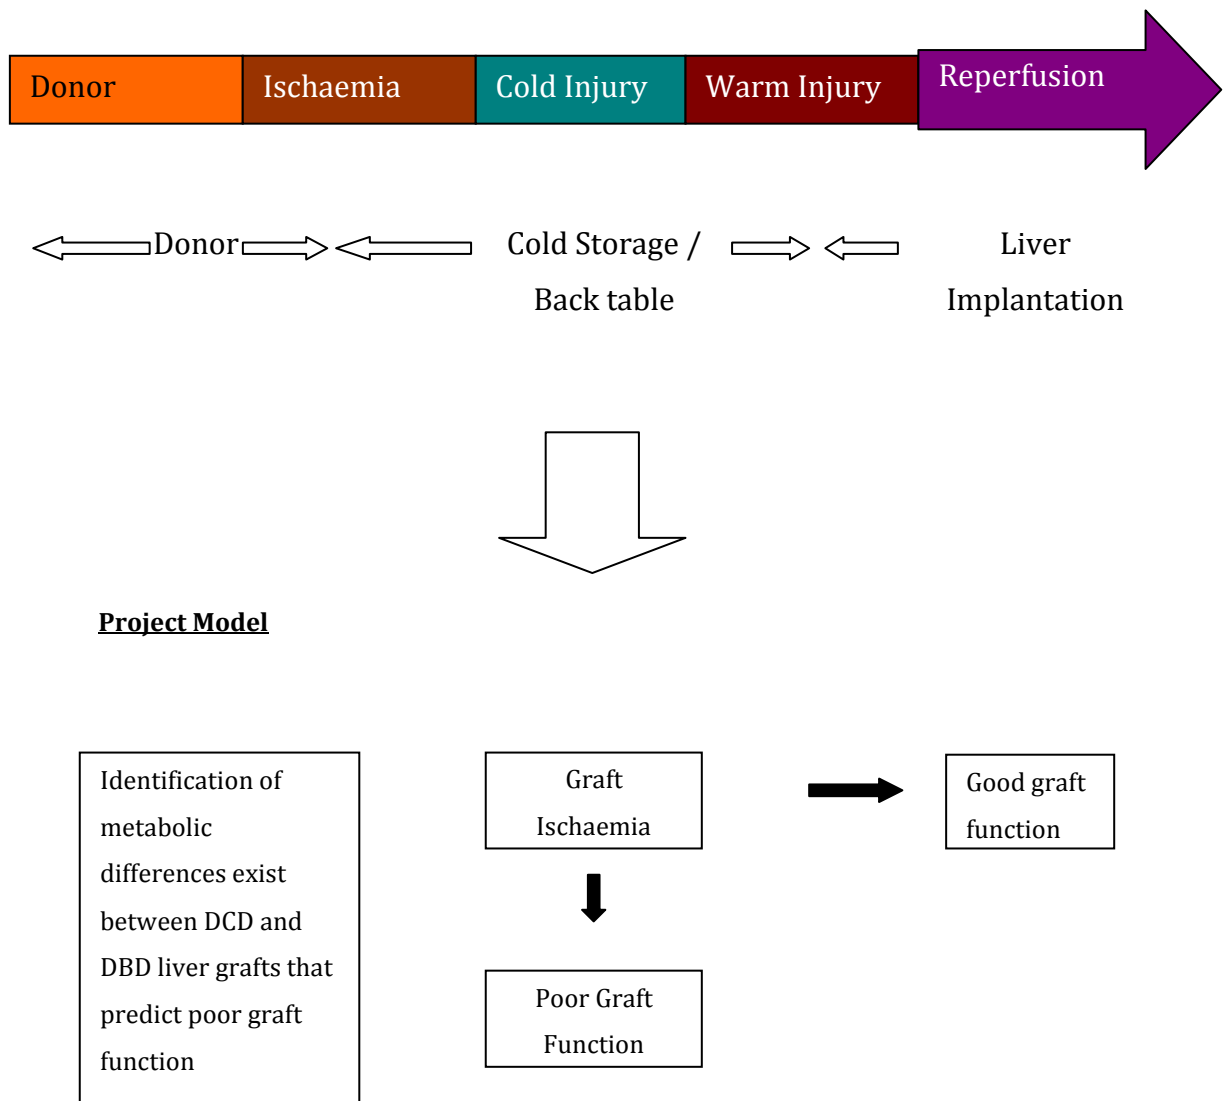 Donor
Ischaemia
Cold Injury
Warm Injury
Reperfusion
Donor
Cold Storage /
Back table
Liver
Implantation
Project Model
Identification of
metabolic
differences exist
between DCD and
DBD liver grafts that
predict poor graft
function
Graft
Ischaemia
Good graft
function
Poor Graft
Function